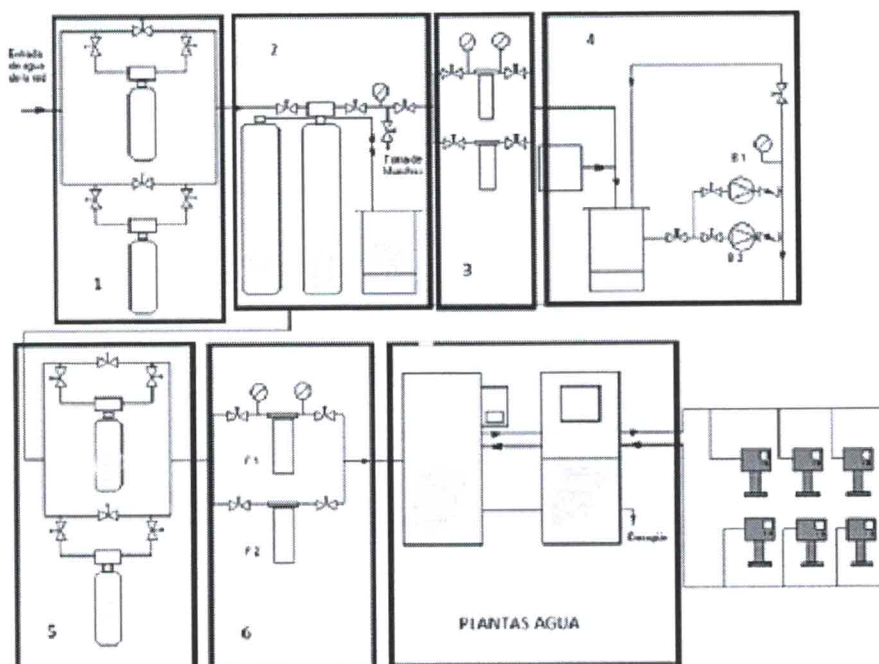 Entrada
de agua
de la red
1
2
Toma de
Muestras
3
4
B 1
B 2
5
6
F 1
F 2
Desagüe
PLANTAS AGUA